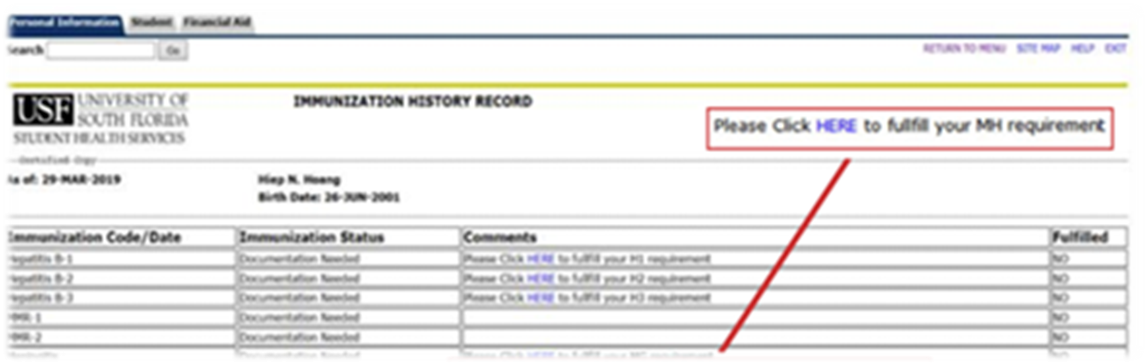 Personal Information Student Financial Aid
Search Go
RETURN TO MENU SITE MAP HELP EXIT
USF UNIVERSITY OF
SOUTH FLORIDA
STUDENT HEALTH SERVICES
IMMUNIZATION HISTORY RECORD
Please Click HERE to fullfill your MH requirement
Certified Copy
As of: 29-MAR-2019 Hiep N. Hoang
Birth Date: 26-JUN-2001
Immunization Code/Date Immunization Status Comments Fulfilled
Hepatitis B-1 Documentation Needed Please Click HERE to fullfill your H1 requirement NO
Hepatitis B-2 Documentation Needed Please Click HERE to fullfill your H2 requirement NO
Hepatitis B-3 Documentation Needed Please Click HERE to fullfill your H3 requirement NO
MMR-1 Documentation Needed NO
MMR-2 Documentation Needed NO